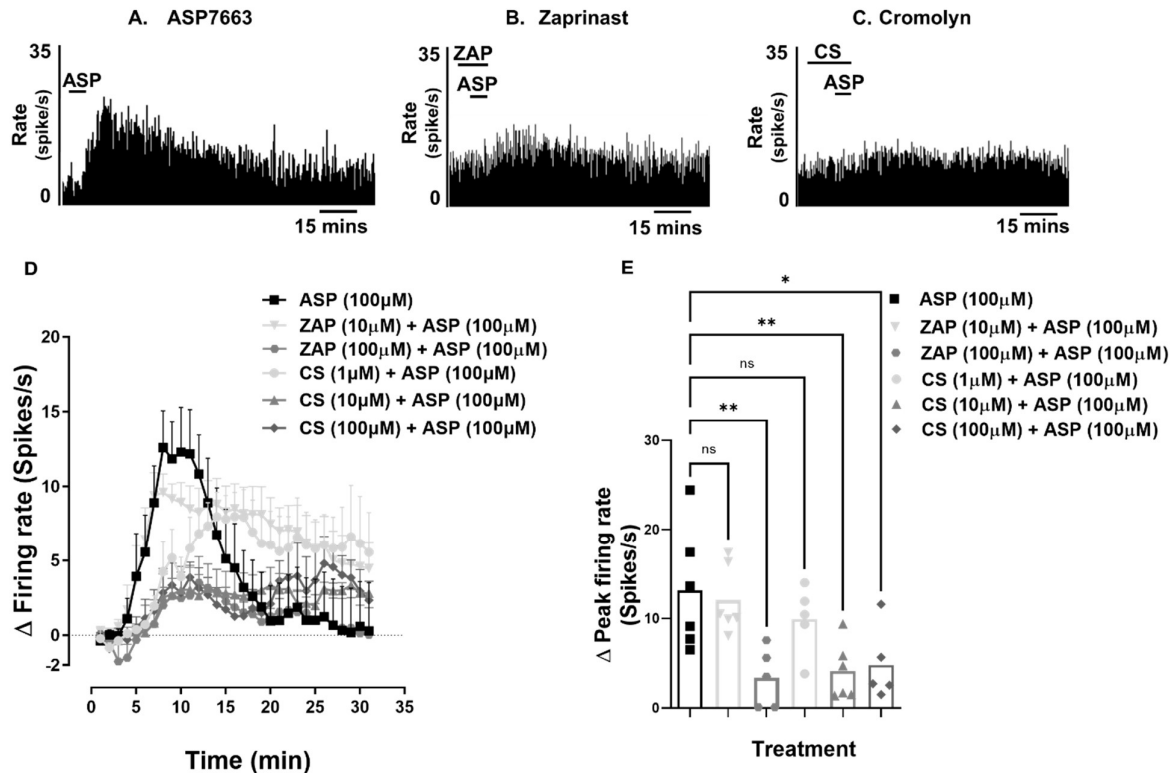 A. ASP7663
35
ASP
Rate
(spike/s)
0
15 mins
B. Zaprinast
35
ZAP
ASP
Rate
(spike/s)
0
15 mins
C. Cromolyn
35
CS
ASP
Rate
(spike/s)
0
15 mins
D
ASP (100µM)
ZAP (10µM) + ASP (100µM)
ZAP (100µM) + ASP (100µM)
CS (1µM) + ASP (100µM)
CS (10µM) + ASP (100µM)
CS (100µM) + ASP (100µM)
Δ Firing rate (Spikes/s)
20
15
10
5
0
-2
0 5 10 15 20 25 30 35
Time (min)
E
*
**
ns
**
ns
ASP (100µM)
ZAP (10µM) + ASP (100µM)
ZAP (100µM) + ASP (100µM)
CS (1µM) + ASP (100µM)
CS (10µM) + ASP (100µM)
CS (100µM) + ASP (100µM)
Δ Peak firing rate
(Spikes/s)
30
20
10
0
Treatment